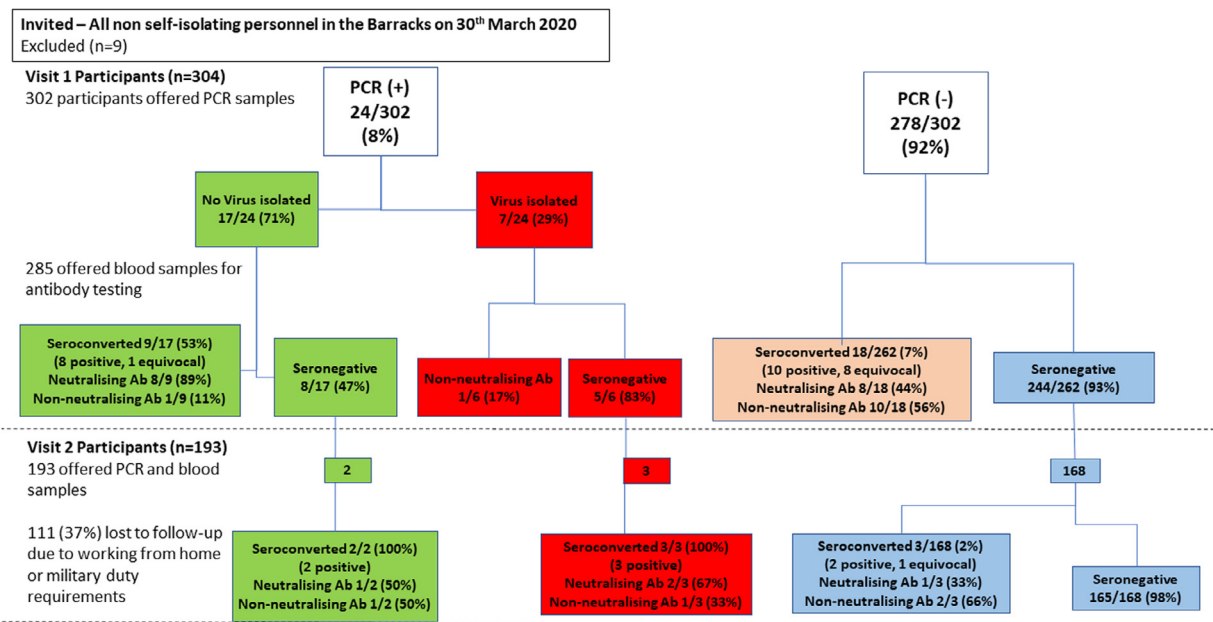 Invited – All non self-isolating personnel in the Barracks on 30th March 2020
Excluded (n=9)
Visit 1 Participants (n=304)
302 participants offered PCR samples
PCR (+)
24/302
(8%)
PCR (-)
278/302
(92%)
No Virus isolated
17/24 (71%)
Virus isolated
7/24 (29%)
285 offered blood samples for
antibody testing
Seroconverted 9/17 (53%)
(8 positive, 1 equivocal)
Neutralising Ab 8/9 (89%)
Non-neutralising Ab 1/9 (11%)
Seronegative
8/17 (47%)
Non-neutralising Ab
1/6 (17%)
Seronegative
5/6 (83%)
Seroconverted 18/262 (7%)
(10 positive, 8 equivocal)
Neutralising Ab 8/18 (44%)
Non-neutralising Ab 10/18 (56%)
Seronegative
244/262 (93%)
Visit 2 Participants (n=193)
193 offered PCR and blood
samples
2
3
168
111 (37%) lost to follow-up
due to working from home
or military duty
requirements
Seroconverted 2/2 (100%)
(2 positive)
Neutralising Ab 1/2 (50%)
Non-neutralising Ab 1/2 (50%)
Seroconverted 3/3 (100%)
(3 positive)
Neutralising Ab 2/3 (67%)
Non-neutralising Ab 1/3 (33%)
Seroconverted 3/168 (2%)
(2 positive, 1 equivocal)
Neutralising Ab 1/3 (33%)
Non-neutralising Ab 2/3 (66%)
Seronegative
165/168 (98%)